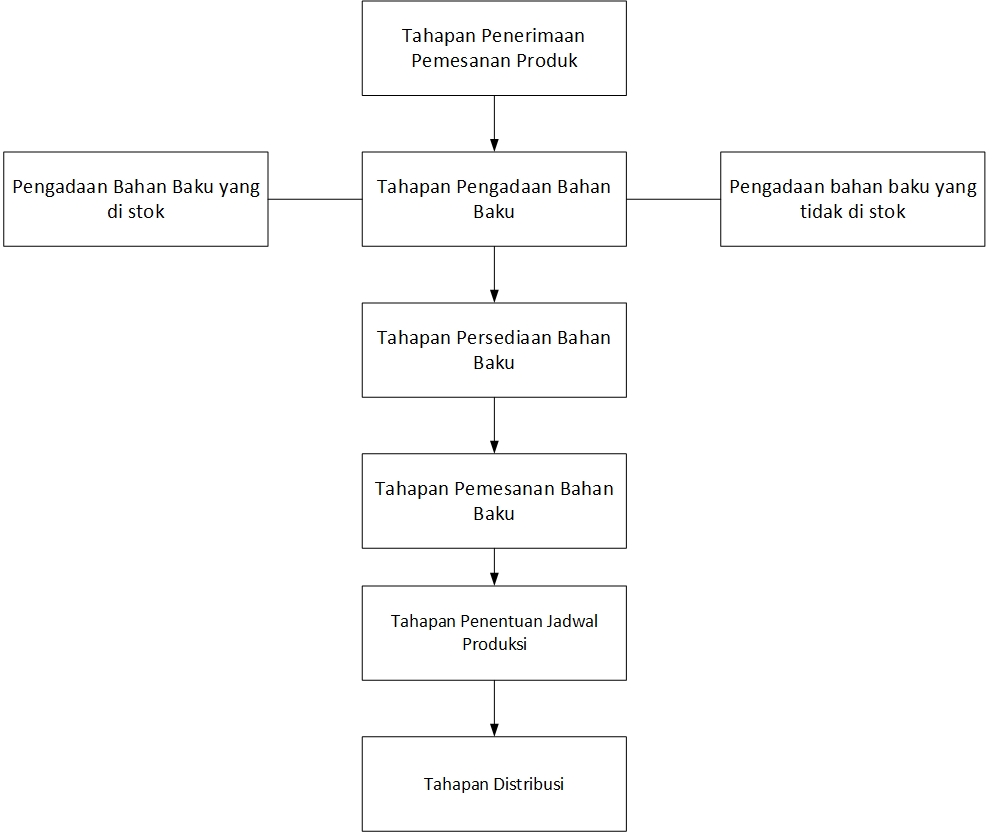 Tahapan Penerimaan
Pemesanan Produk
Pengadaan Bahan Baku yang
di stok
Tahapan Pengadaan Bahan
Baku
Pengadaan bahan baku yang
tidak di stok
Tahapan Persediaan Bahan
Baku
Tahapan Pemesanan Bahan
Baku
Tahapan Penentuan Jadwal
Produksi
Tahapan Distribusi